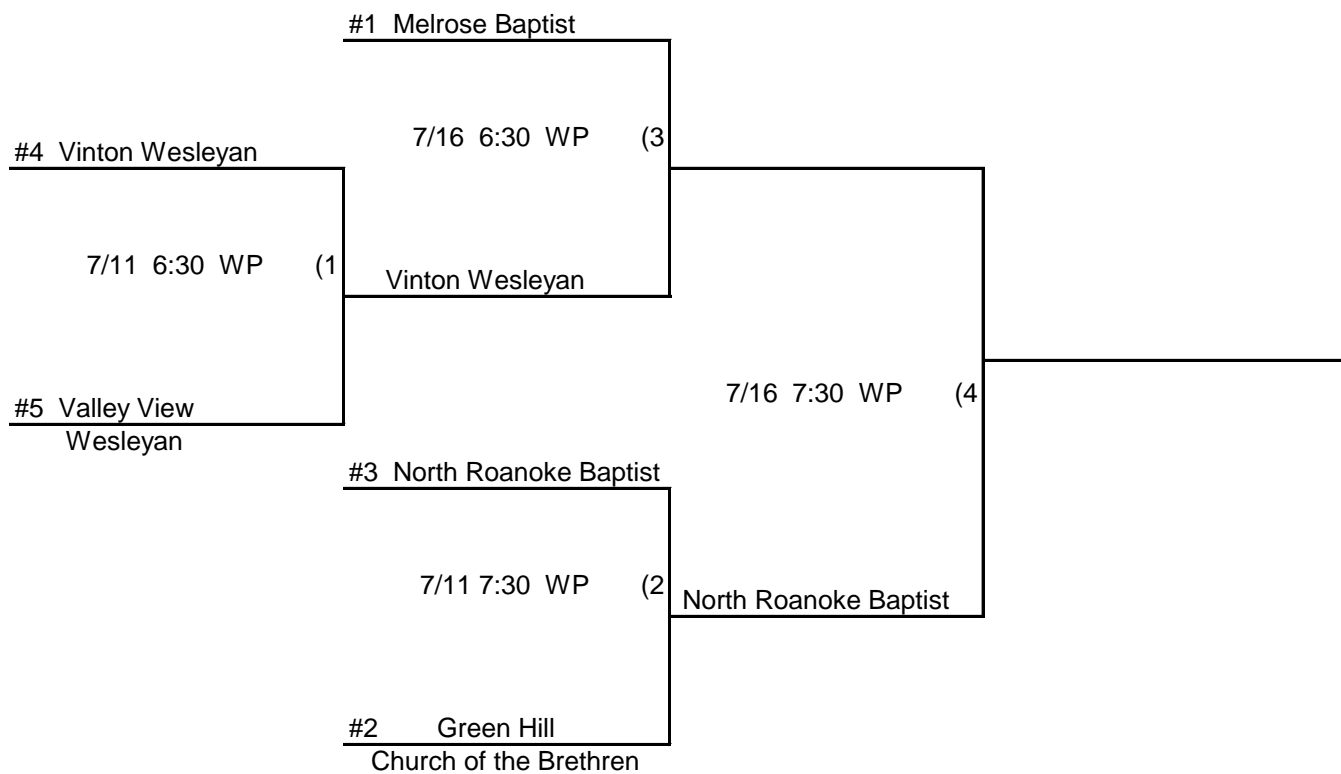 #1 Melrose Baptist
7/16 6:30 WP (3
#4 Vinton Wesleyan
7/11 6:30 WP (1
Vinton Wesleyan
7/16 7:30 WP (4
#5 Valley View
Wesleyan
#3 North Roanoke Baptist
7/11 7:30 WP (2
North Roanoke Baptist
#2 Green Hill
Church of the Brethren